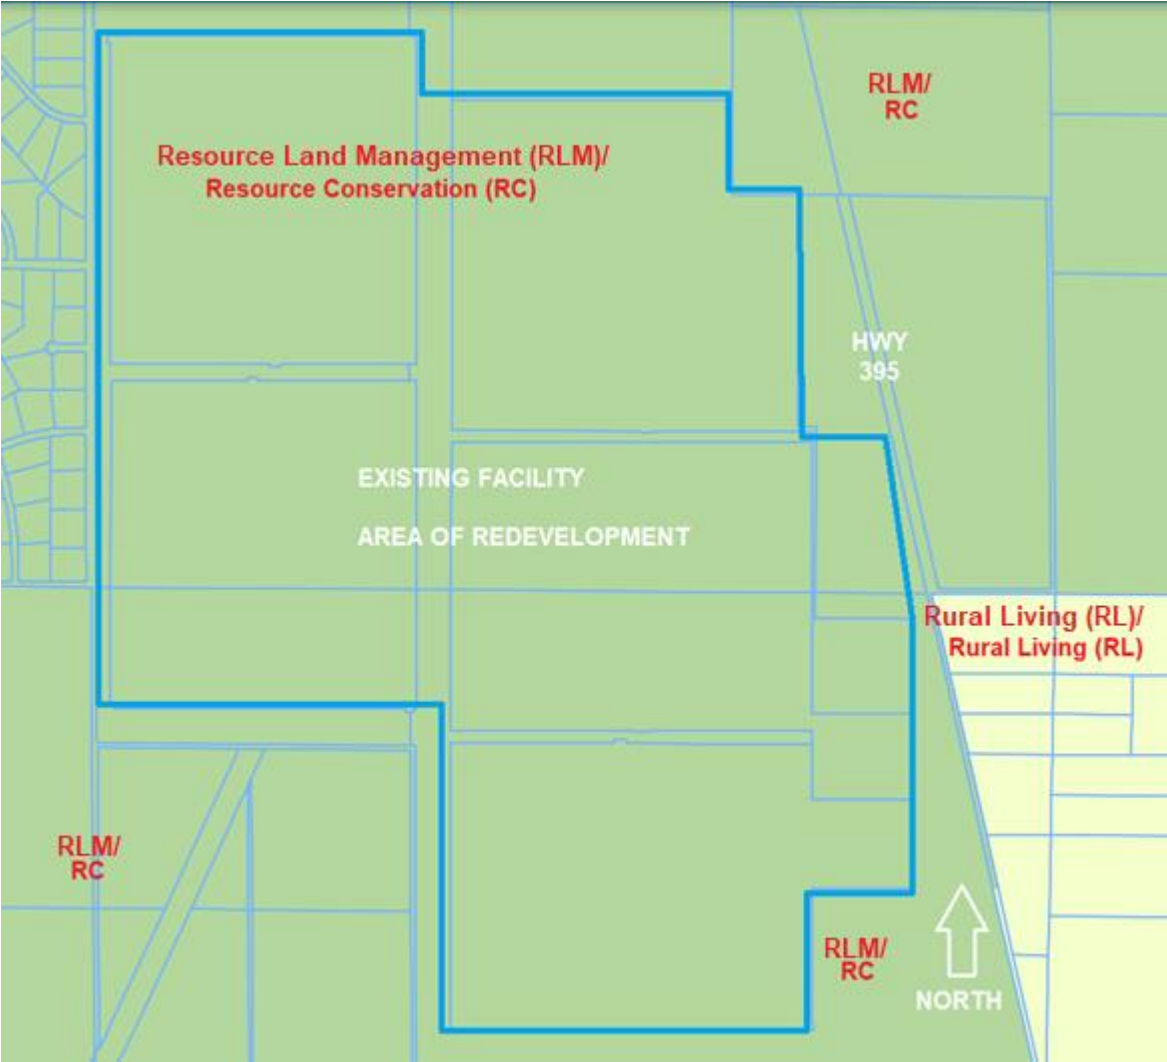 RLM/
RC
Resource Land Management (RLM)/
Resource Conservation (RC)
HWY
395
EXISTING FACILITY
AREA OF REDEVELOPMENT
Rural Living (RL)/
Rural Living (RL)
RLM/
RC
RLM/
RC
NORTH